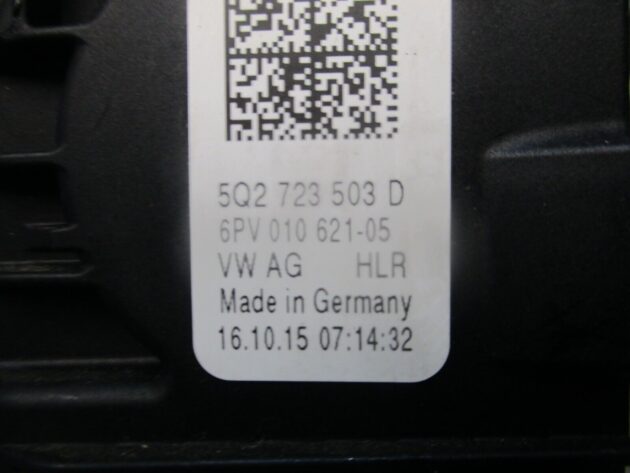 5Q2 723 503 D
6PV 010 621-05
VW AG HLR
Made in Germany
16.10.15 07:14:32